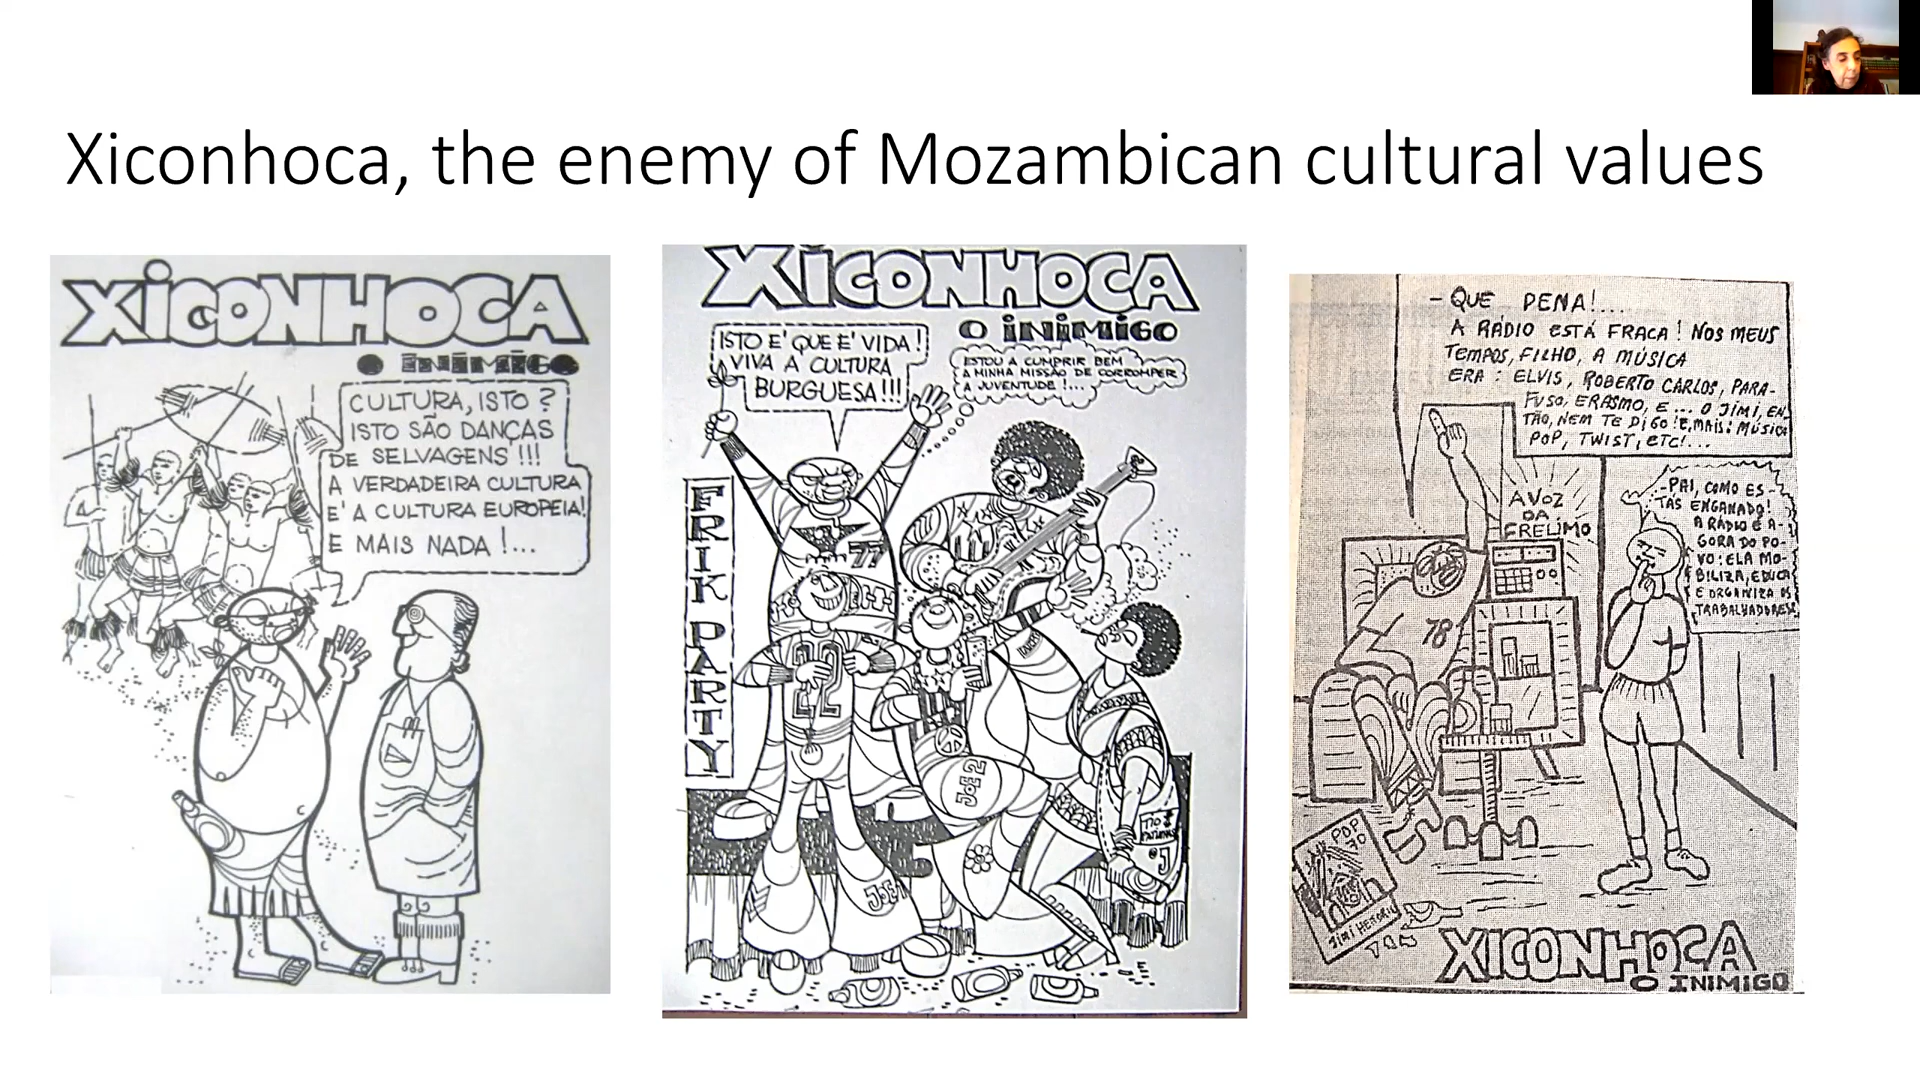 Xiconhoca, the enemy of Mozambican cultural values
XICONHOCA
O INIMIGO
CULTURA, ISTO?
ISTO SÃO DANÇAS
DE SELVAGENS!!!
A VERDADEIRA CULTURA
E' A CULTURA EUROPEIA!
E MAIS NADA!...
XICONHOCA
O INIMIGO
ISTO E' QUE E' VIDA!
VIVA A CULTURA
BURGUESA!!!
ESTOU A CUMPRIR BEM
A MINHA MISSÃO DE CORROMPER
A JUVENTUDE!...
FRIK PARTY
77
22
JOE 2
JOE 1
- QUE PENA!...
A RÁDIO ESTÁ FRACA! NOS MEUS
TEMPOS, FILHO, A MÚSICA
ERA: ELVIS, ROBERTO CARLOS, PARA-
FUSO, ERASMO, E... O JIMI, EN
TÃO, NEM TE DIGO! E, MAIS: MÚSICA
POP, TWIST, ETC!...
A VOZ
DA
FRELIMO
- PAI, COMO ES-
TÁS ENGANADO!
A RÁDIO É A-
GORA DO PO-
VO: ELA MO-
BILIZA, EDUCA
E ORGANIZA OS
TRABALHADORES!
78
POP
70
XICONHOCA
O INIMIGO